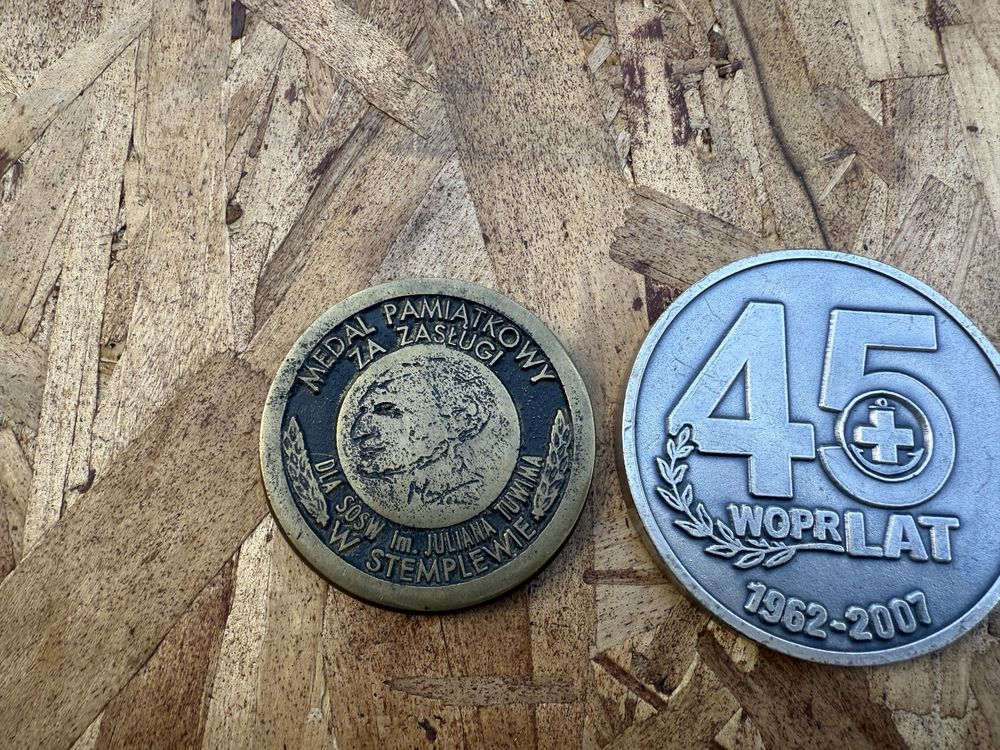 MEDAL PAMIĄTKOWY
ZA ZASŁUGI
DLA SOSW im. JULIANA TUWIMA
W STEMPLEWIE
45
WOPR LAT
1962-2007